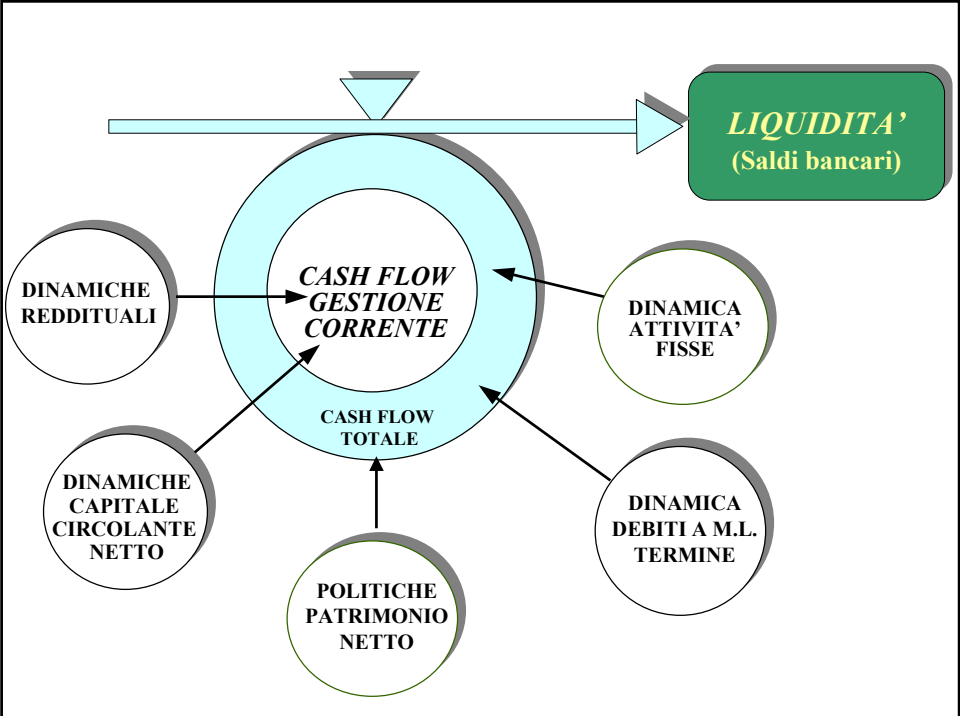 LIQUIDITA’
(Saldi bancari)
CASH FLOW
GESTIONE
CORRENTE
DINAMICHE
REDDITUALI
DINAMICA
ATTIVITA’
FISSE
CASH FLOW
TOTALE
DINAMICHE
CAPITALE
CIRCOLANTE
NETTO
DINAMICA
DEBITI A M.L.
TERMINE
POLITICHE
PATRIMONIO
NETTO